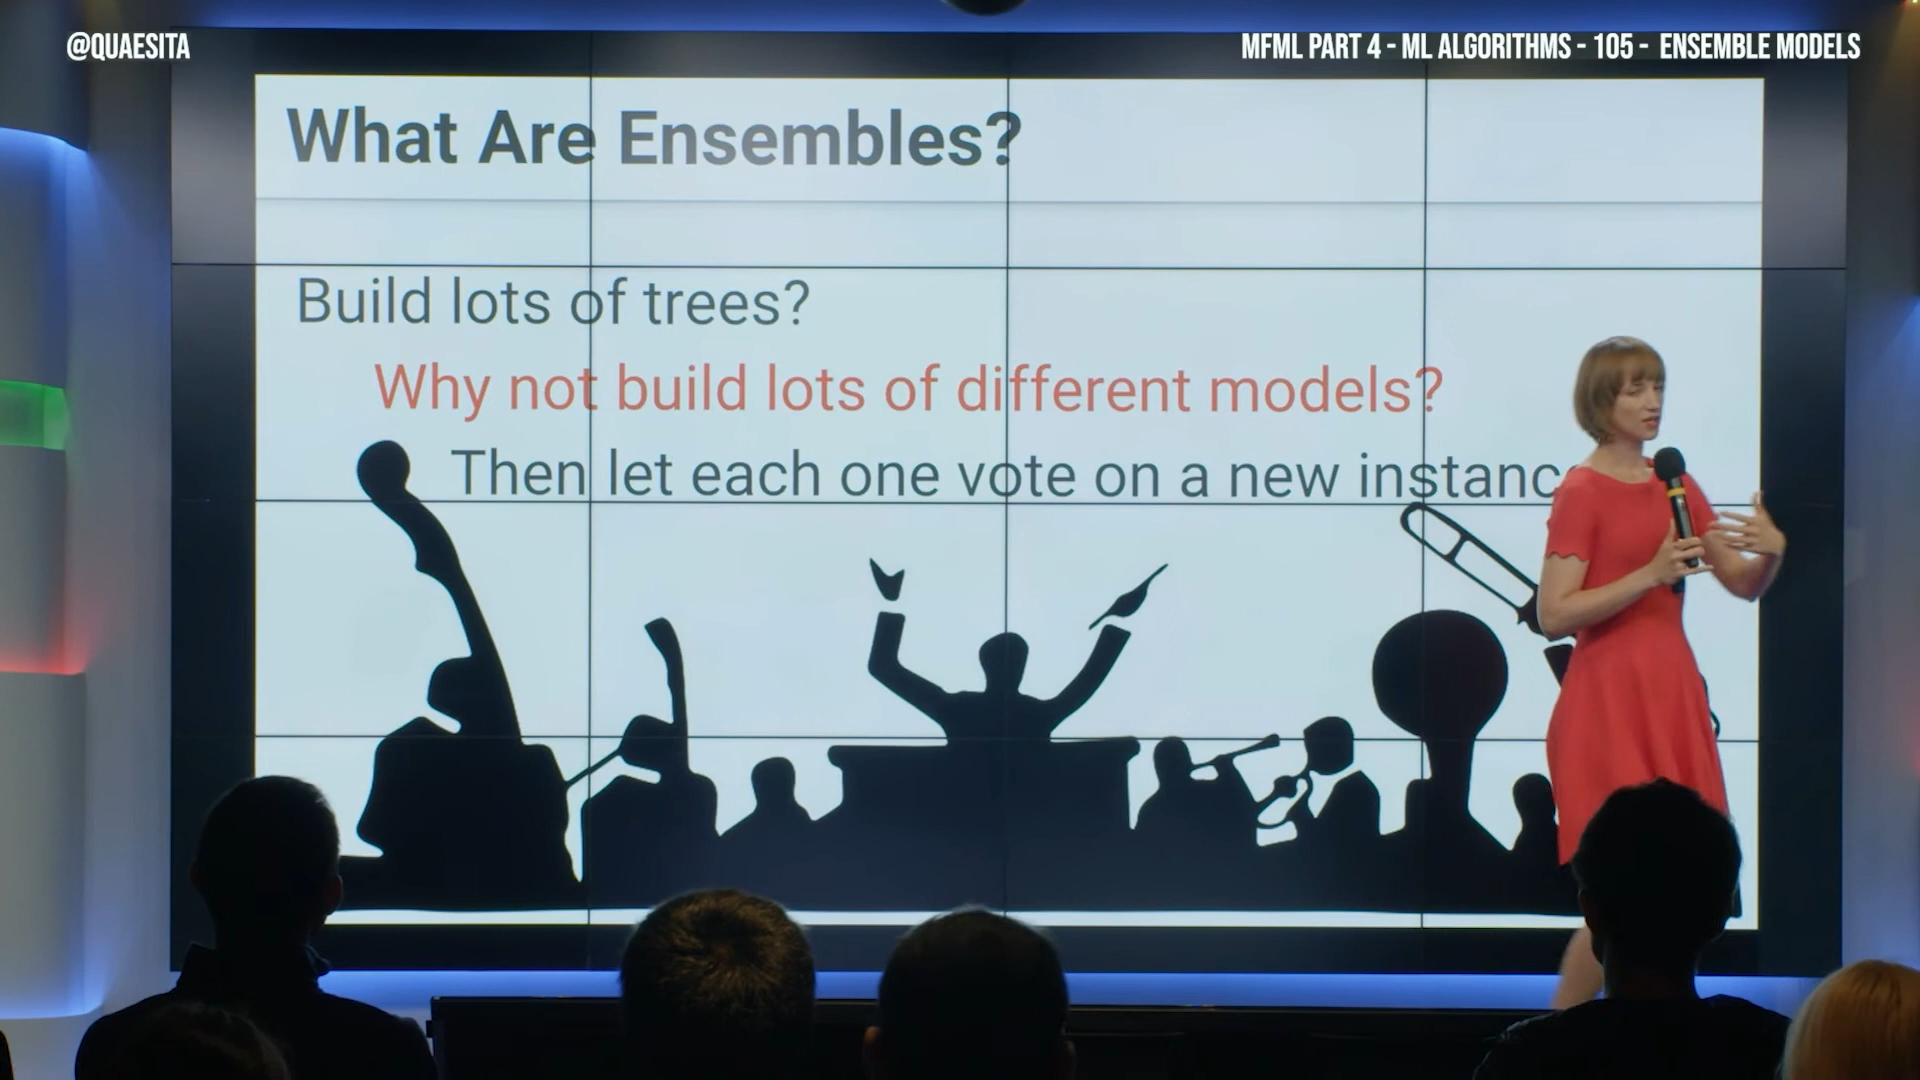 @QUAESITA
MFML PART 4 - ML ALGORITHMS - 105 - ENSEMBLE MODELS
What Are Ensembles?
Build lots of trees?
Why not build lots of different models?
Then let each one vote on a new instanc